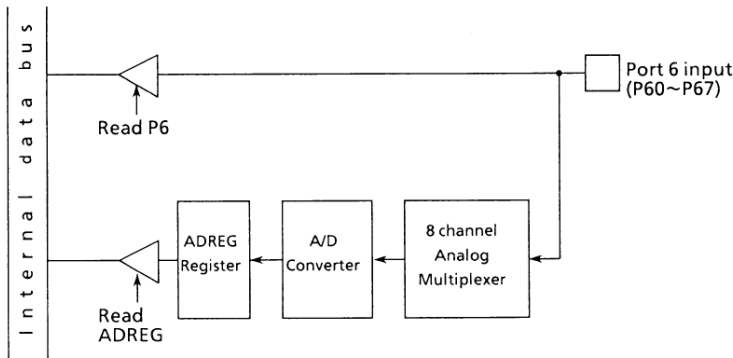 Internal data bus
Port 6 input
(P60~P67)
Read P6
ADREG
Register
A/D
Converter
8 channel
Analog
Multiplexer
Read
ADREG